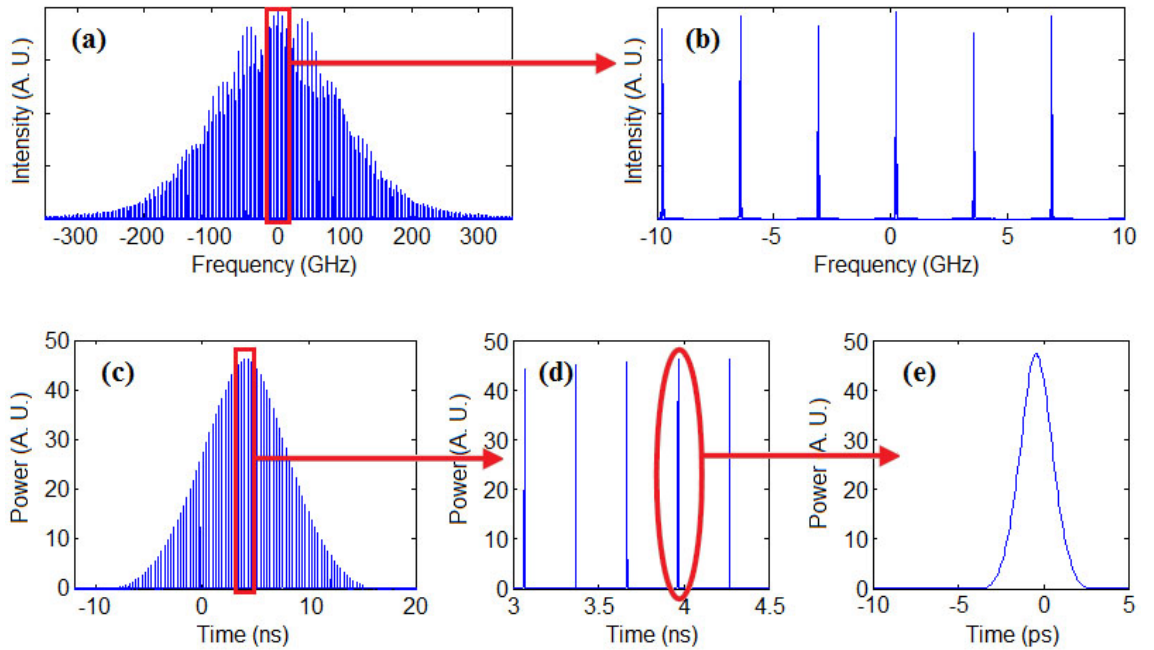 (a)
Intensity (A. U.)
-300 -200 -100 0 100 200 300
Frequency (GHz)
(b)
Intensity (A. U.)
-10 -5 0 5 10
Frequency (GHz)
(c)
Power (A. U.)
50
40
30
20
10
0
-10 0 10 20
Time (ns)
(d)
Power (A. U.)
50
40
30
20
10
0
3 3.5 4 4.5
Time (ns)
(e)
Power A. U.)
50
40
30
20
10
0
-10 -5 0 5
Time (ps)